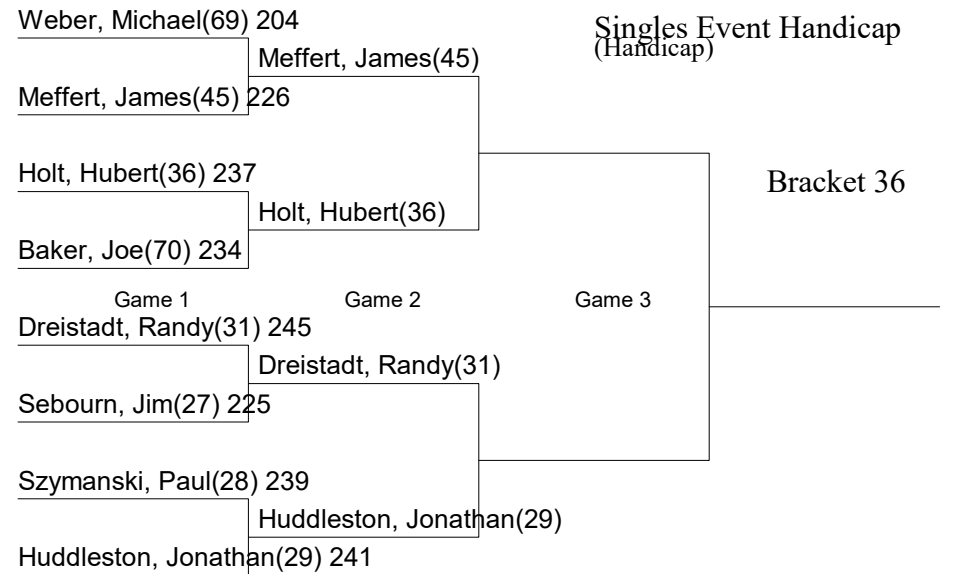 Weber, Michael(69) 204
Singles Event Handicap
(Handicap)
Meffert, James(45)
Meffert, James(45) 226
Holt, Hubert(36) 237
Bracket 36
Holt, Hubert(36)
Baker, Joe(70) 234
Game 1 Game 2 Game 3
Dreistadt, Randy(31) 245
Dreistadt, Randy(31)
Sebourn, Jim(27) 225
Szymanski, Paul(28) 239
Huddleston, Jonathan(29)
Huddleston, Jonathan(29) 241